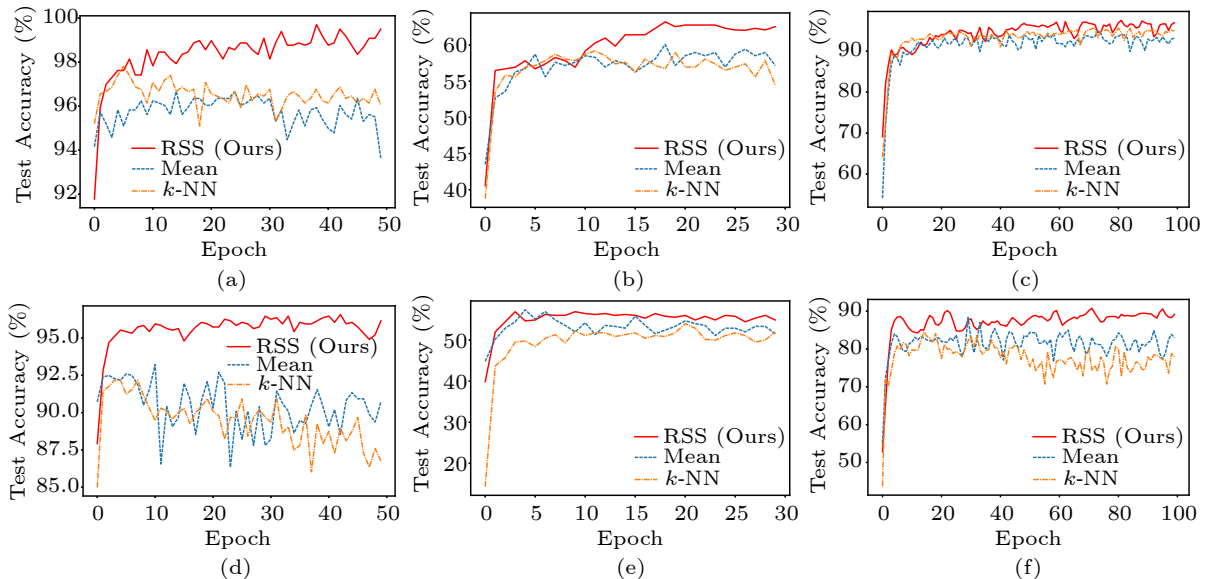 Test Accuracy (%)
100
98
96
94
92
RSS (Ours)
Mean
k-NN
0 10 20 30 40 50
Epoch
(a)
Test Accuracy (%)
60
55
50
45
40
RSS (Ours)
Mean
k-NN
0 5 10 15 20 25 30
Epoch
(b)
Test Accuracy (%)
90
80
70
60
RSS (Ours)
Mean
k-NN
0 20 40 60 80 100
Epoch
(c)
Test Accuracy (%)
95.0
92.5
90.0
87.5
85.0
RSS (Ours)
Mean
k-NN
0 10 20 30 40 50
Epoch
(d)
Test Accuracy (%)
50
40
30
20
RSS (Ours)
Mean
k-NN
0 5 10 15 20 25 30
Epoch
(e)
Test Accuracy (%)
90
80
70
60
50
RSS (Ours)
Mean
k-NN
0 20 40 60 80 100
Epoch
(f)